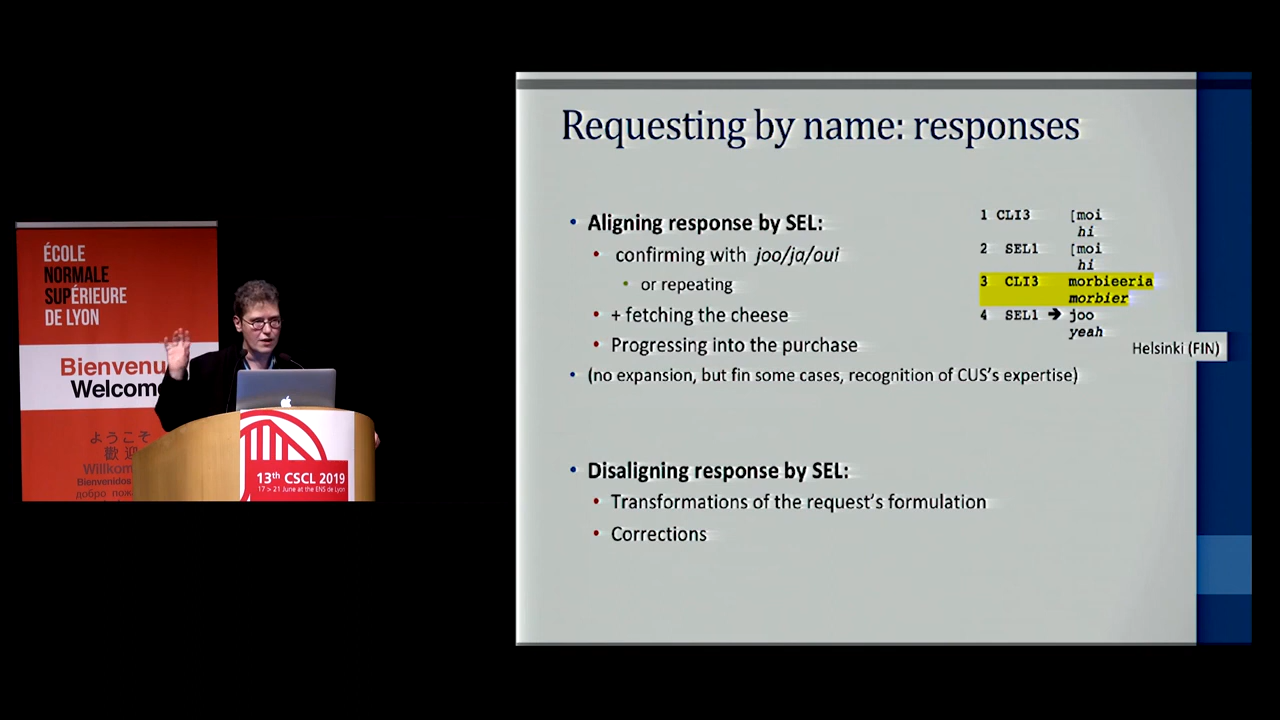 ÉCOLE
NORMALE
SUPÉRIEURE
DE LYON
Bienvenu
Welcome
ようこそ
歡迎
Willkom
Bienvenidos
добро пож
13th CSCL 2019
17 > 21 June at the ENS de Lyon
Requesting by name: responses
• Aligning response by SEL:
• confirming with joo/ja/oui
• or repeating
• + fetching the cheese
• Progressing into the purchase
• (no expansion, but fin some cases, recognition of CUS's expertise)
• Disaligning response by SEL:
• Transformations of the request's formulation
• Corrections
1 CLI3 [moi
hi
2 SEL1 [moi
hi
3 CLI3 morbieeria
morbier
4 SEL1 ➔ joo
yeah
Helsinki (FIN)